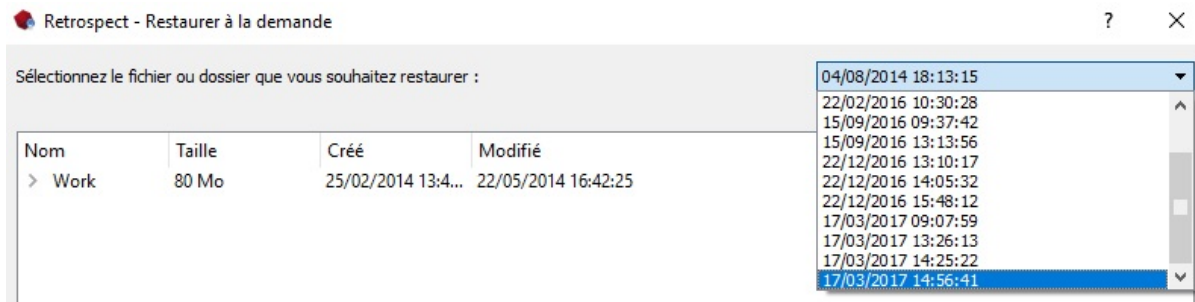 Retrospect - Restaurer à la demande
Sélectionnez le fichier ou dossier que vous souhaitez restaurer :
04/08/2014 18:13:15
22/02/2016 10:30:28
15/09/2016 09:37:42
15/09/2016 13:13:56
22/12/2016 13:10:17
22/12/2016 14:05:32
22/12/2016 15:48:12
17/03/2017 09:07:59
17/03/2017 13:26:13
17/03/2017 14:25:22
17/03/2017 14:56:41
Nom Taille Créé Modifié
Work 80 Mo 25/02/2014 13:4... 22/05/2014 16:42:25